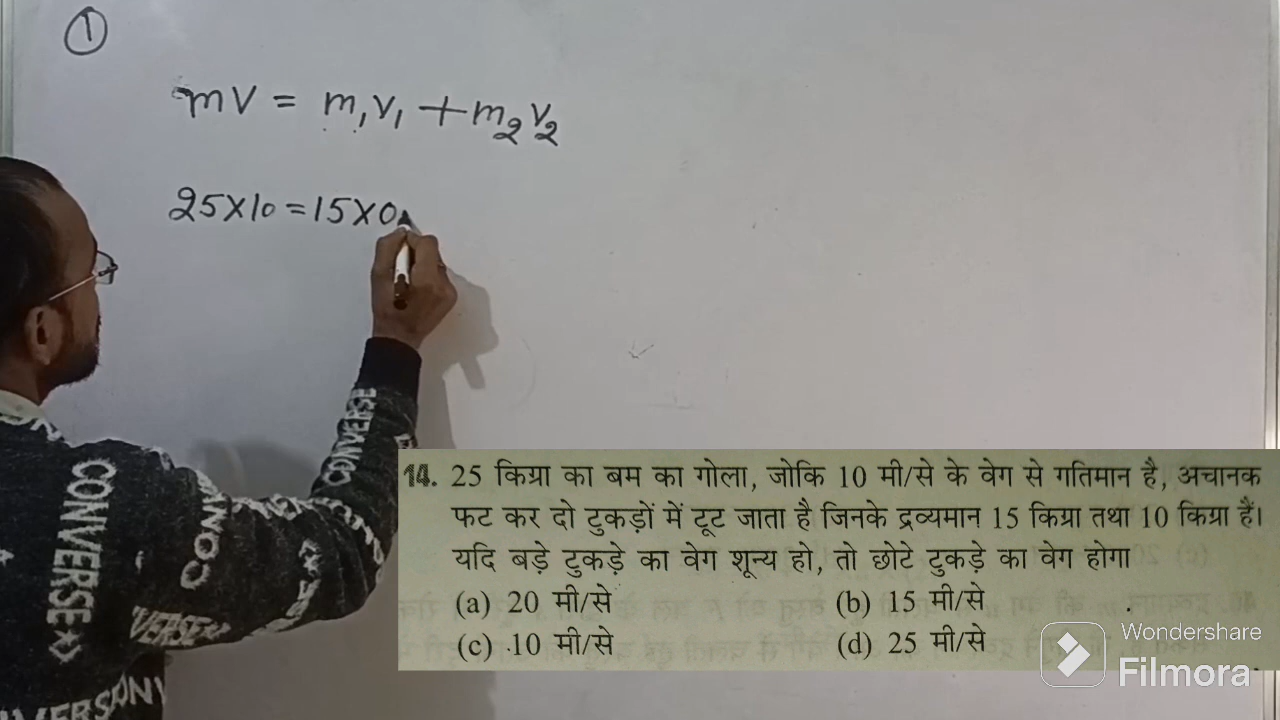 1
mv = m₁v₁ + m₂v₂
25×10=15×0
14. 25 किग्रा का बम का गोला, जोकि 10 मी/से के वेग से गतिमान है, अचानक
फट कर दो टुकड़ों में टूट जाता है जिनके द्रव्यमान 15 किग्रा तथा 10 किग्रा हैं।
यदि बड़े टुकड़े का वेग शून्य हो, तो छोटे टुकड़े का वेग होगा
(a) 20 मी/से (b) 15 मी/से
(c) 10 मी/से (d) 25 मी/से
CONVERSE
CONVERSE
Wondershare
Filmora